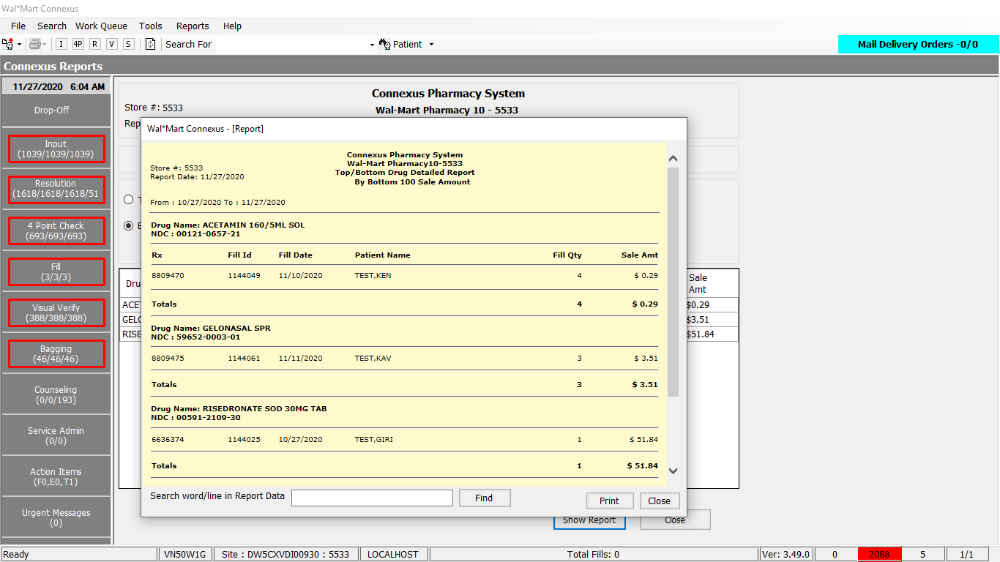 Wal*Mart Connexus
File Search Work Queue Tools Reports Help
I 4P R V S Search For Patient Mail Delivery Orders -0/0
Connexus Reports
11/27/2020 6:04 AM
Drop-Off
Input
(1039/1039/1039)
Resolution
(1618/1618/1618/51
4 Point Check
(693/693/693)
Fill
(3/3/3)
Visual Verify
(388/388/388)
Bagging
(46/46/46)
Counseling
(0/0/193)
Service Admin
(0/0)
Action Items
(F0,E0,T1)
Urgent Messages
(0)
Connexus Pharmacy System
Store #: 5533
Wal-Mart Pharmacy 10 - 5533
Rep
Wal*Mart Connexus - [Report]
Connexus Pharmacy System
Wal-Mart Pharmacy10-5533
Store #: 5533
Top/Bottom Drug Detailed Report
Report Date: 11/27/2020
By Bottom 100 Sale Amount
From : 10/27/2020 To : 11/27/2020
Drug Name: ACETAMIN 160/5ML SOL
NDC : 00121-0657-21
Rx Fill Id Fill Date Patient Name Fill Qty Sale Amt
8809470 1144049 11/10/2020 TEST,KEN 4 $ 0.29
Totals 4 $ 0.29
Drug Name: GELONASAL SPR
NDC : 59652-0003-01
8809475 1144061 11/11/2020 TEST,KAV 3 $ 3.51
Totals 3 $ 3.51
Drug Name: RISEDRONATE SOD 30MG TAB
NDC : 00591-2109-30
6636374 1144025 10/27/2020 TEST,GIRI 1 $ 51.84
Totals 1 $ 51.84
Search word/line in Report Data Find Print Close
Dru
Sale
Amt
ACET $0.29
GELO $3.51
RISE $51.84
Show Report Close
Ready VN50W1G Site : DW5CXVDI00930 : 5533 LOCALHOST Total Fills: 0 Ver: 3.49.0 0 2088 5 1/1